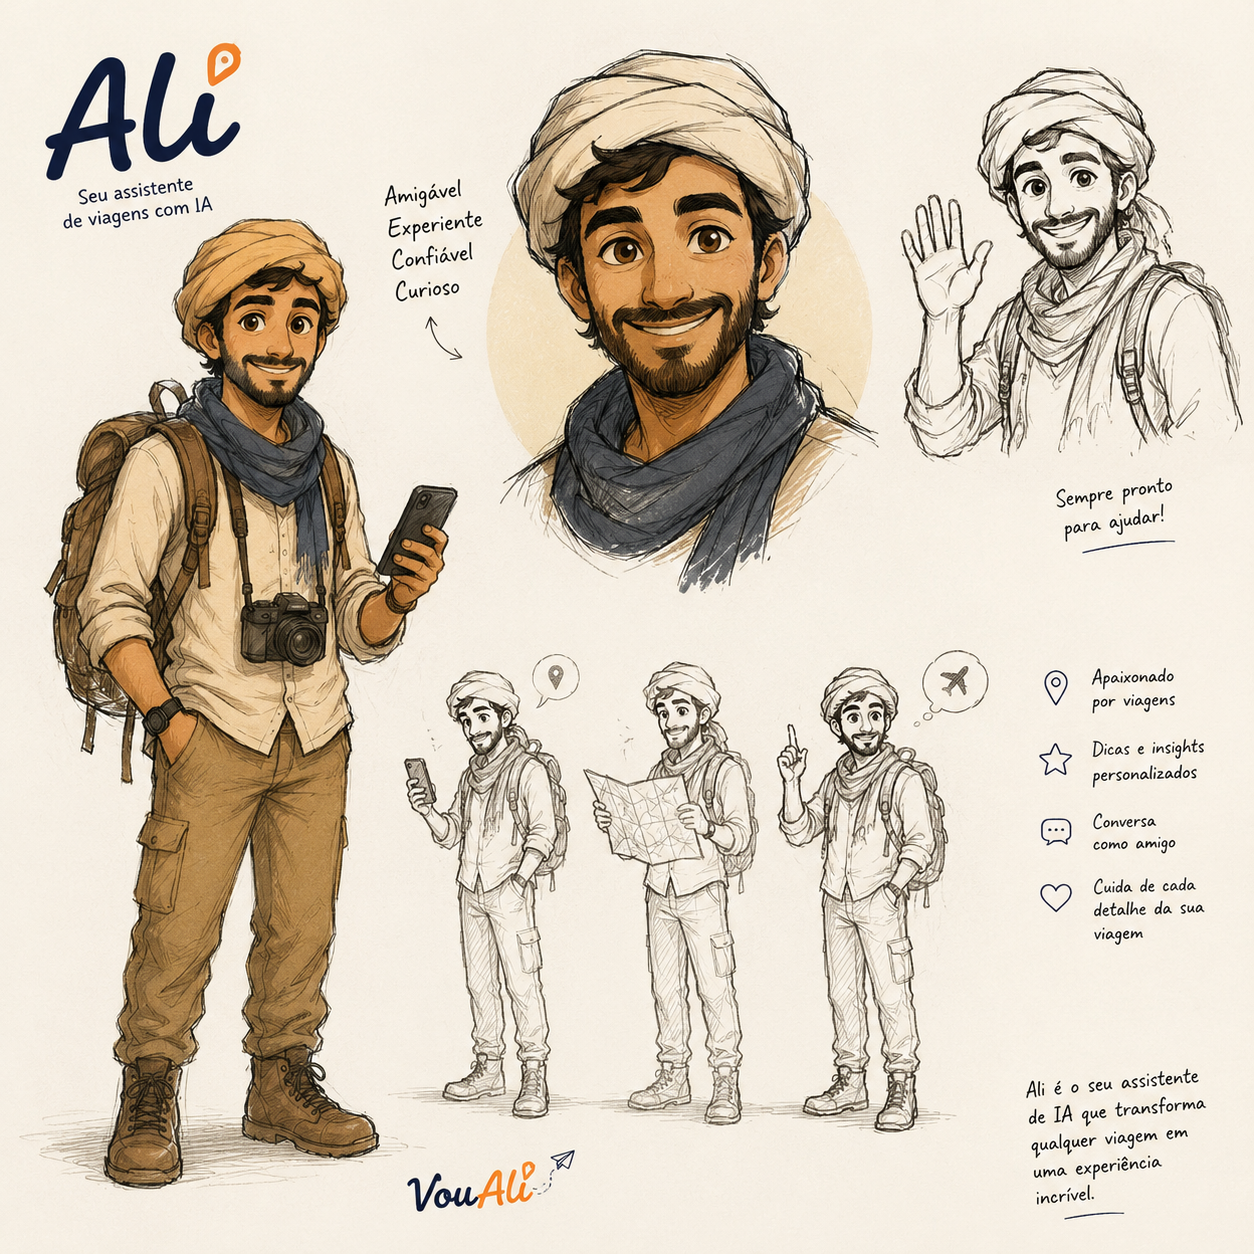 Ali
Seu assistente
de viagens com IA
Amigável
Experiente
Confiável
Curioso
Sempre pronto
para ajudar!
Apaixonado
por viagens
Dicas e insights
personalizados
Conversa
como amigo
Cuida de cada
detalhe da sua
viagem
Ali é o seu assistente
de IA que transforma
qualquer viagem em
uma experiência
incrível.
VouAli